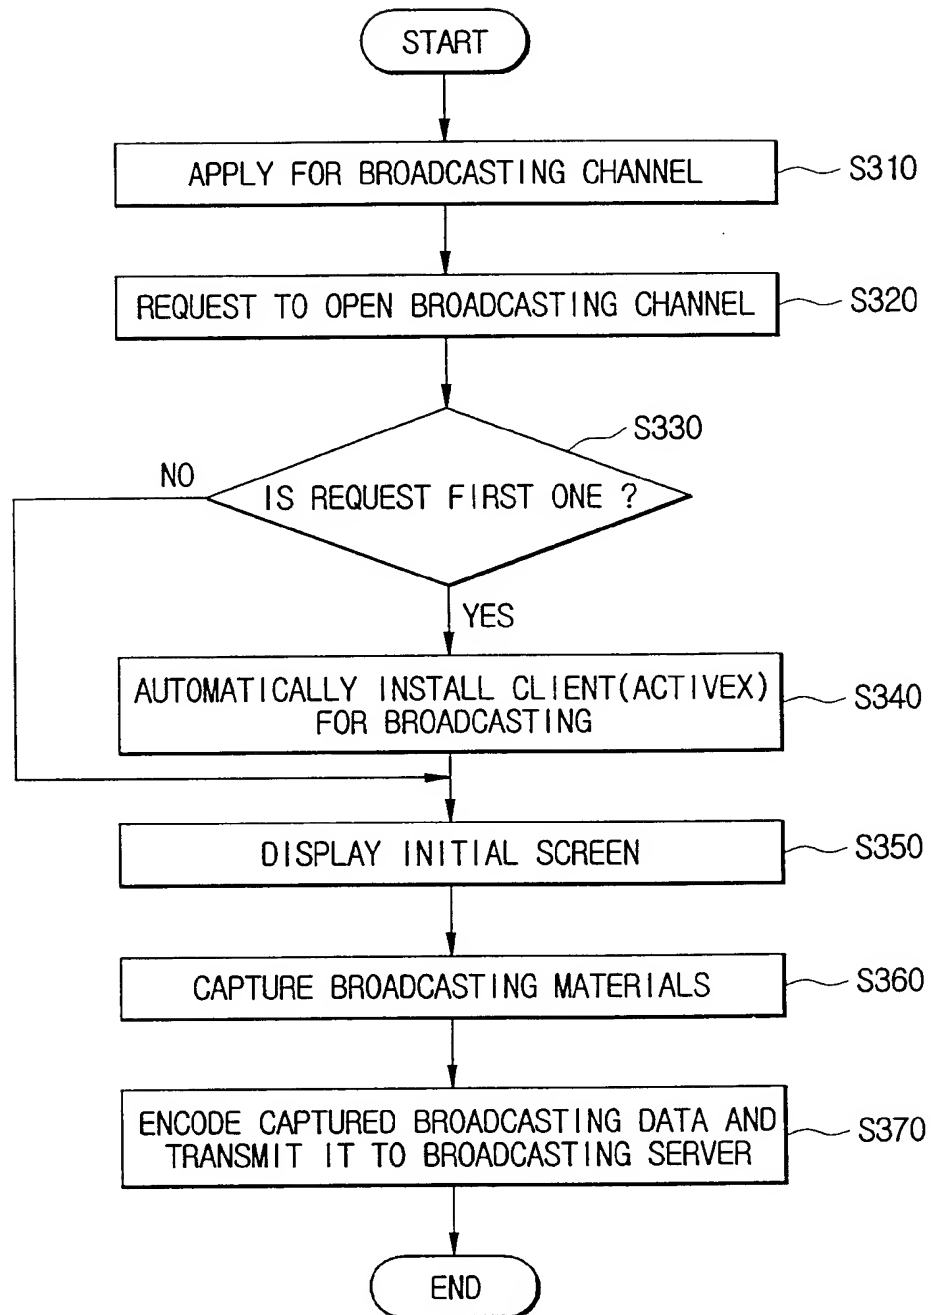 START
APPLY FOR BROADCASTING CHANNEL
S310
REQUEST TO OPEN BROADCASTING CHANNEL
S320
S330
NO
IS REQUEST FIRST ONE ?
YES
AUTOMATICALLY INSTALL CLIENT(ACTIVEX)
FOR BROADCASTING
S340
DISPLAY INITIAL SCREEN
S350
CAPTURE BROADCASTING MATERIALS
S360
ENCODE CAPTURED BROADCASTING DATA AND
TRANSMIT IT TO BROADCASTING SERVER
S370
END